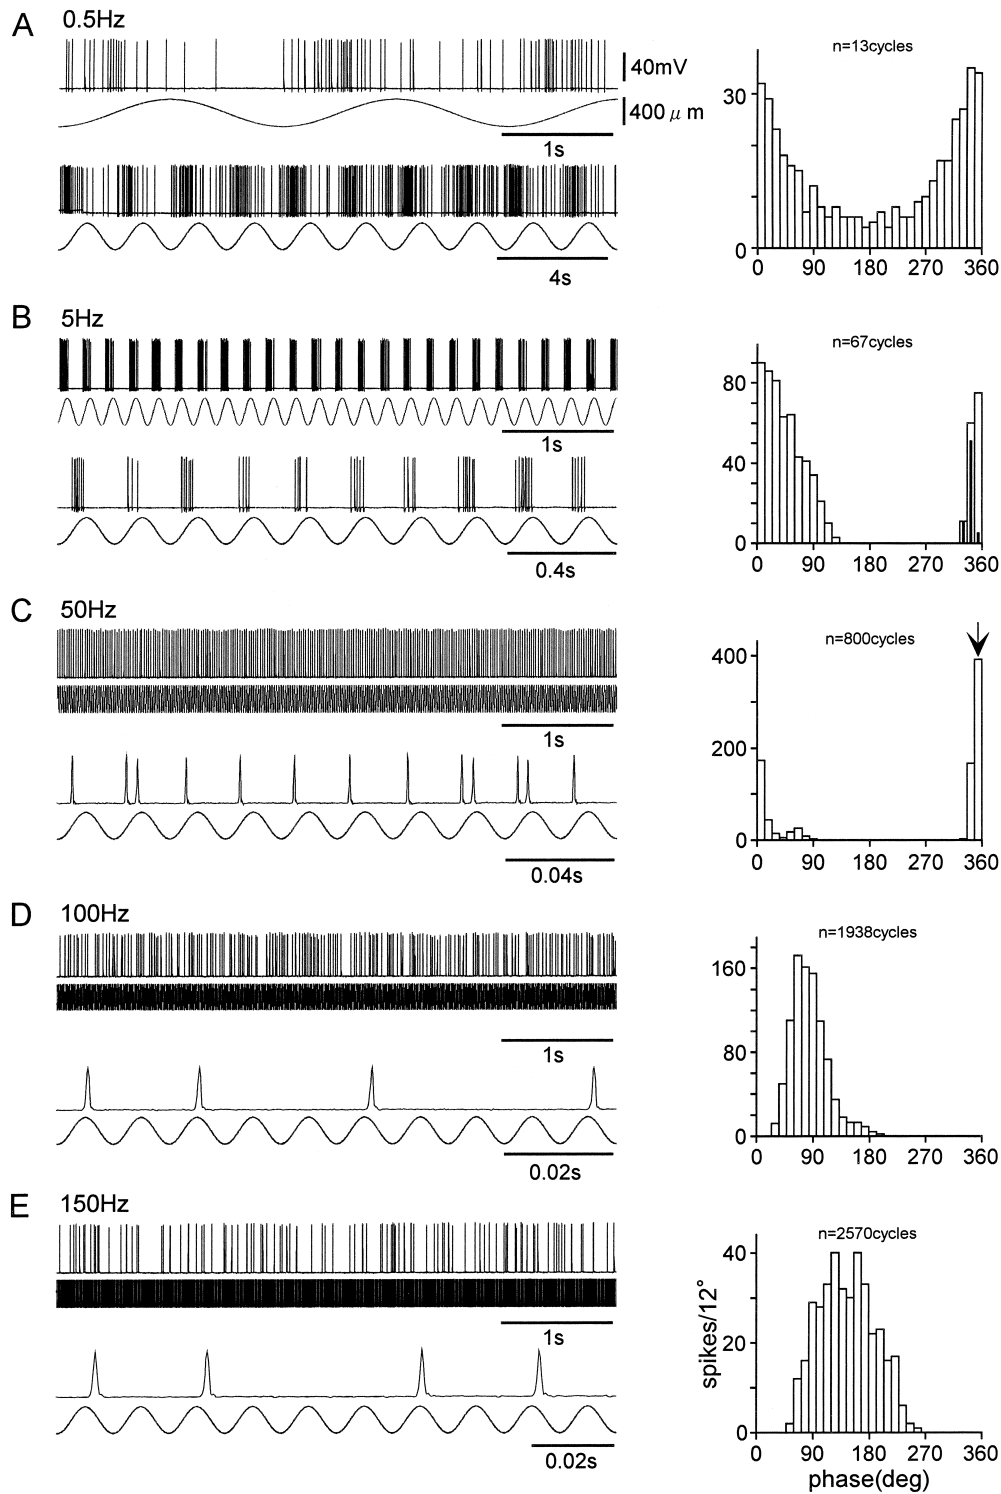 A
0.5Hz
40mV
400 μ m
1s
4s
n=13cycles
30
0
0 90 180 270 360
B
5Hz
1s
0.4s
n=67cycles
80
40
0
0 90 180 270 360
C
50Hz
1s
0.04s
n=800cycles
400
200
0
0 90 180 270 360
D
100Hz
1s
0.02s
n=1938cycles
160
80
0
0 90 180 270 360
E
150Hz
1s
0.02s
n=2570cycles
40
20
0
spikes/12°
0 90 180 270 360
phase(deg)